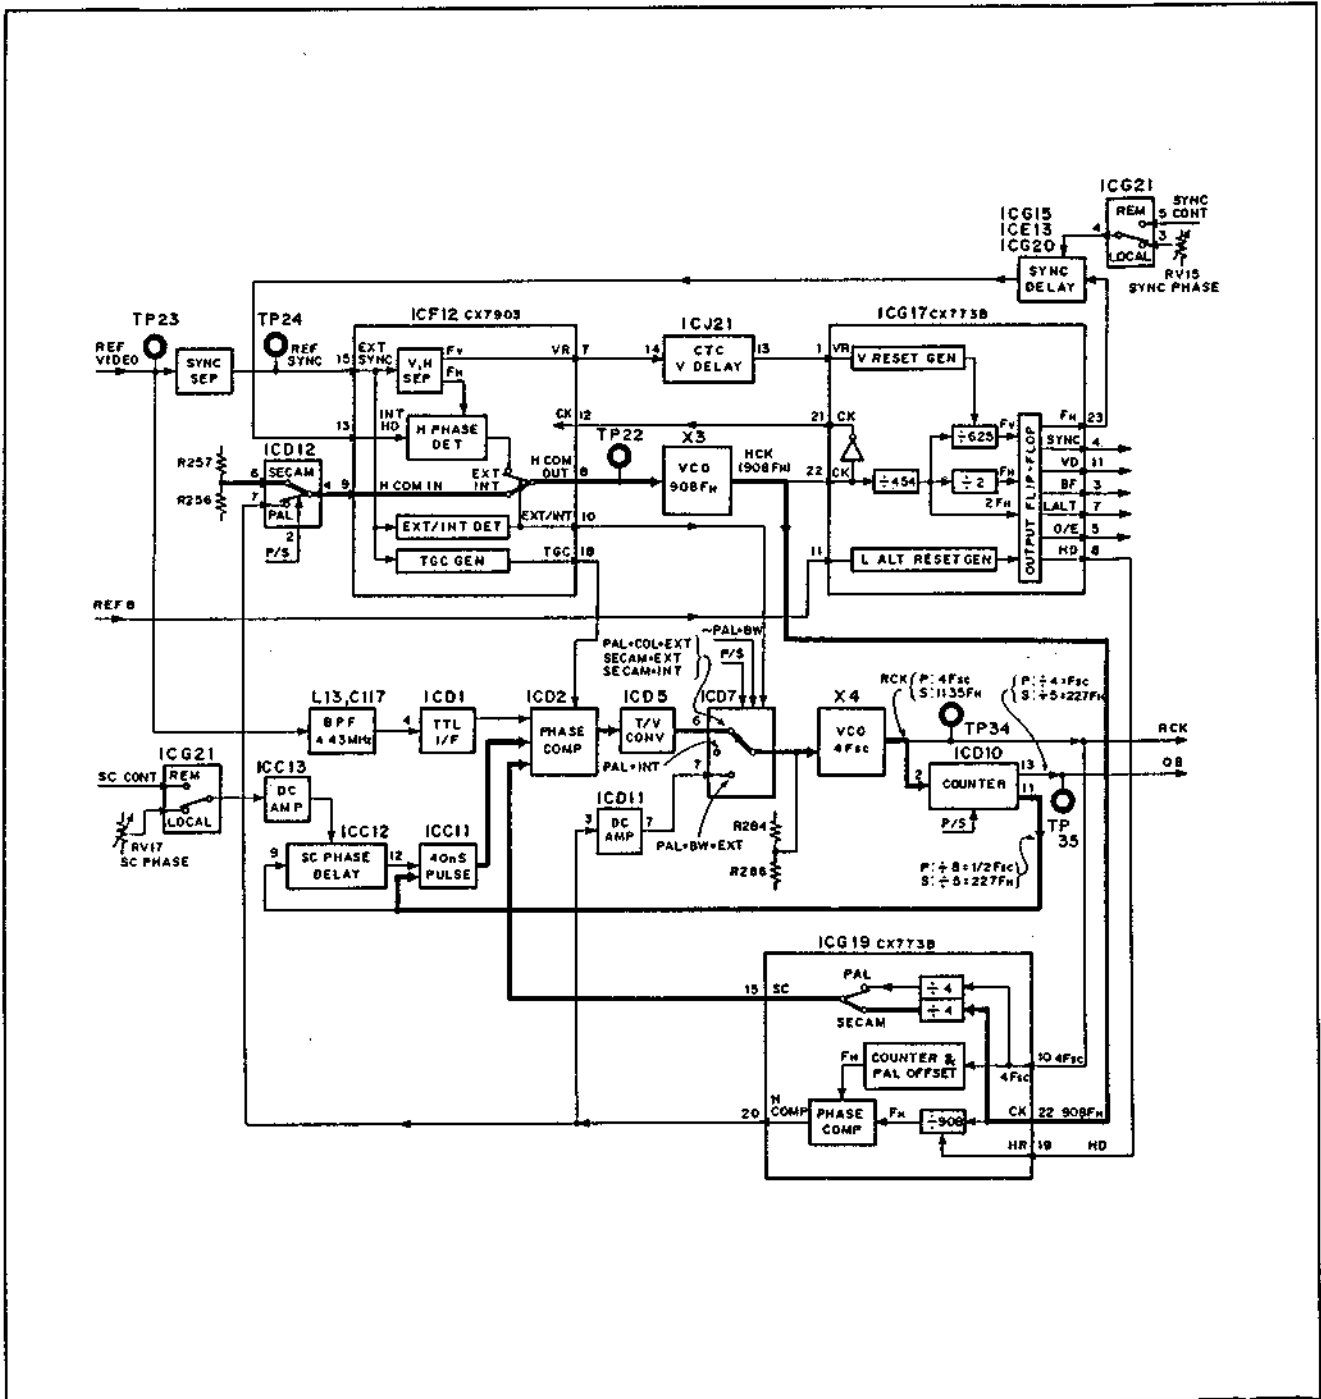 ICG21
REM
5 SYNC CONT
4
3
LOCAL
RV15
SYNC PHASE
ICG15
ICE13
ICG20
SYNC DELAY
TP23
REF VIDEO
SYNC SEP
TP24
REF SYNC
ICF12 CX7903
15 EXT SYNC
V,H SEP
Fv
FH
VR 7
INT HD
13
H PHASE DET
CK 12
EXT
INT
H COM OUT
8
9 H COM IN
EXT/INT DET
EXT/INT 10
TGC GEN
TGC 18
ICD12
R257
R256
6 SECAM
7
4
PAL
2
P/S
ICJ21
14
CTC V DELAY
13
TP22
X3
VCO 908FH
HCK (908FH)
ICG17 CX773B
1 VR
V RESET GEN
21 CK
22 CK
÷454
÷625
÷2
Fv
FH
2FH
OUTPUT FLIP-FLOP
FH 23
SYNC 4
VD 11
BF 3
LALT 7
O/E 5
HD 8
11
L ALT RESET GEN
REF 8
PAL•COL•EXT
SECAM•EXT
SECAM•INT
~PAL•BW
P/S
L13,C117
BPF 4.43MHz
4
ICD1
TTL I/F
ICD2
PHASE COMP
ICD5
T/V CONV
6
ICD7
PAL•INT
7
PAL•BW•EXT
ICD11
3
DC AMP
7
R284
R286
X4
VCO 4Fsc
RCK
P: 4Fsc
S: 1135FH
P: ÷4=Fsc
S: ÷5=227FH
TP34
RCK
ICD10
2
COUNTER
13
11
P/S
OB
TP 35
P: ÷8=1/2Fsc
S: ÷5=227FH
ICG21
SC CONT
REM
LOCAL
RV17
SC PHASE
ICC13
DC AMP
ICC12
9
SC PHASE DELAY
12
ICC11
40nS PULSE
ICG19 CX773B
15 SC
PAL
÷4
÷4
SECAM
FH
COUNTER & PAL OFFSET
4Fsc
10 4Fsc
20
H COMP
PHASE COMP
FH
÷908
CK 22 908FH
HR 19 HD